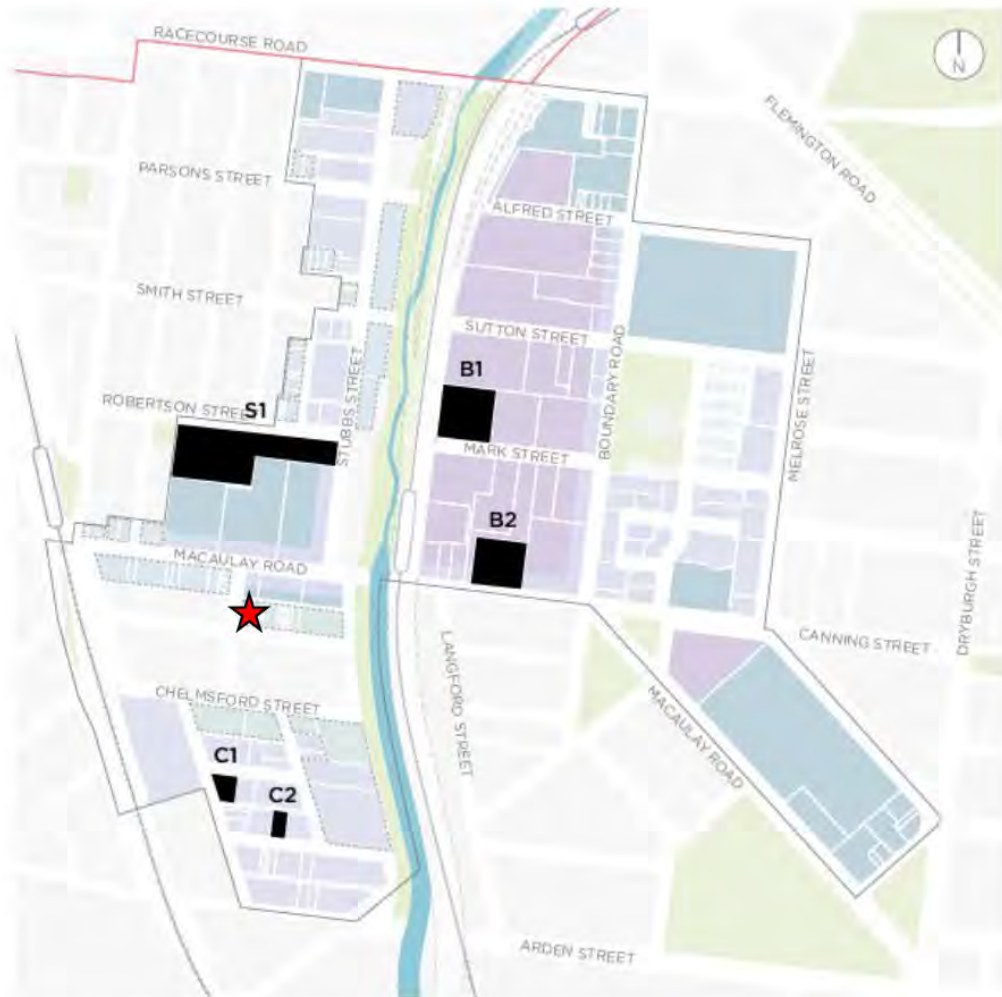 RACECOURSE ROAD
N
FLEMINGTON ROAD
PARSONS STREET
ALFRED STREET
SMITH STREET
SUTTON STREET
B1
BOUNDARY ROAD
MELROSE STREET
STUBBS STREET
ROBERTSON STREE
S1
MARK STREET
B2
DRYBURGH STREET
MACAULAY ROAD
CANNING STREET
LANGFORD STREET
CHELMSFORD STREET
MACAULAY ROAD
C1
C2
ARDEN STREET